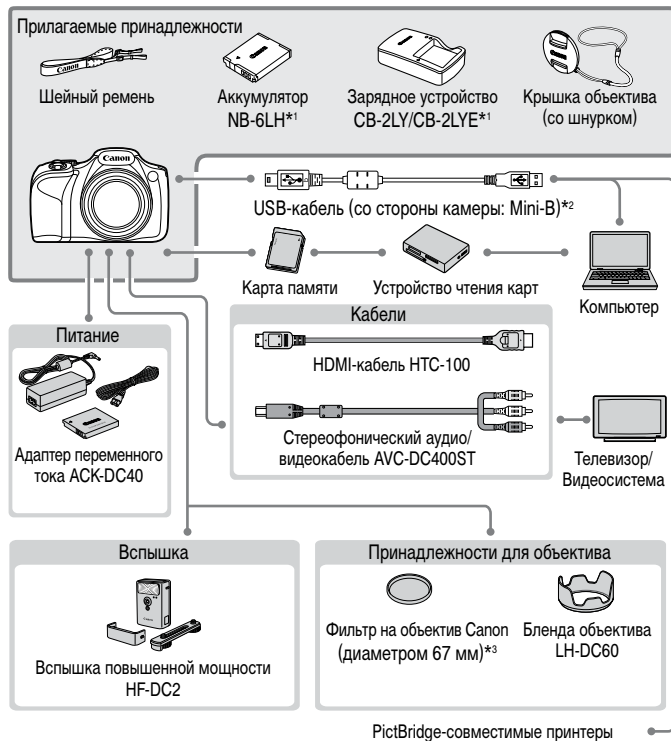 Прилагаемые принадлежности
Canon
Шейный ремень
Аккумулятор
NB-6LH*1
Зарядное устройство
CB-2LY/CB-2LYE*1
Крышка объектива
(со шнурком)
Canon
USB-кабель (со стороны камеры: Mini-B)*2
Карта памяти
Устройство чтения карт
Компьютер
Питание
Адаптер переменного
тока ACK-DC40
Кабели
HDMI-кабель HTC-100
Стереофонический аудио/
видеокабель AVC-DC400ST
Телевизор/
Видеосистема
Вспышка
Вспышка повышенной мощности
HF-DC2
Принадлежности для объектива
Фильтр на объектив Canon
(диаметром 67 мм)*3
Бленда объектива
LH-DC60
PictBridge-совместимые принтеры